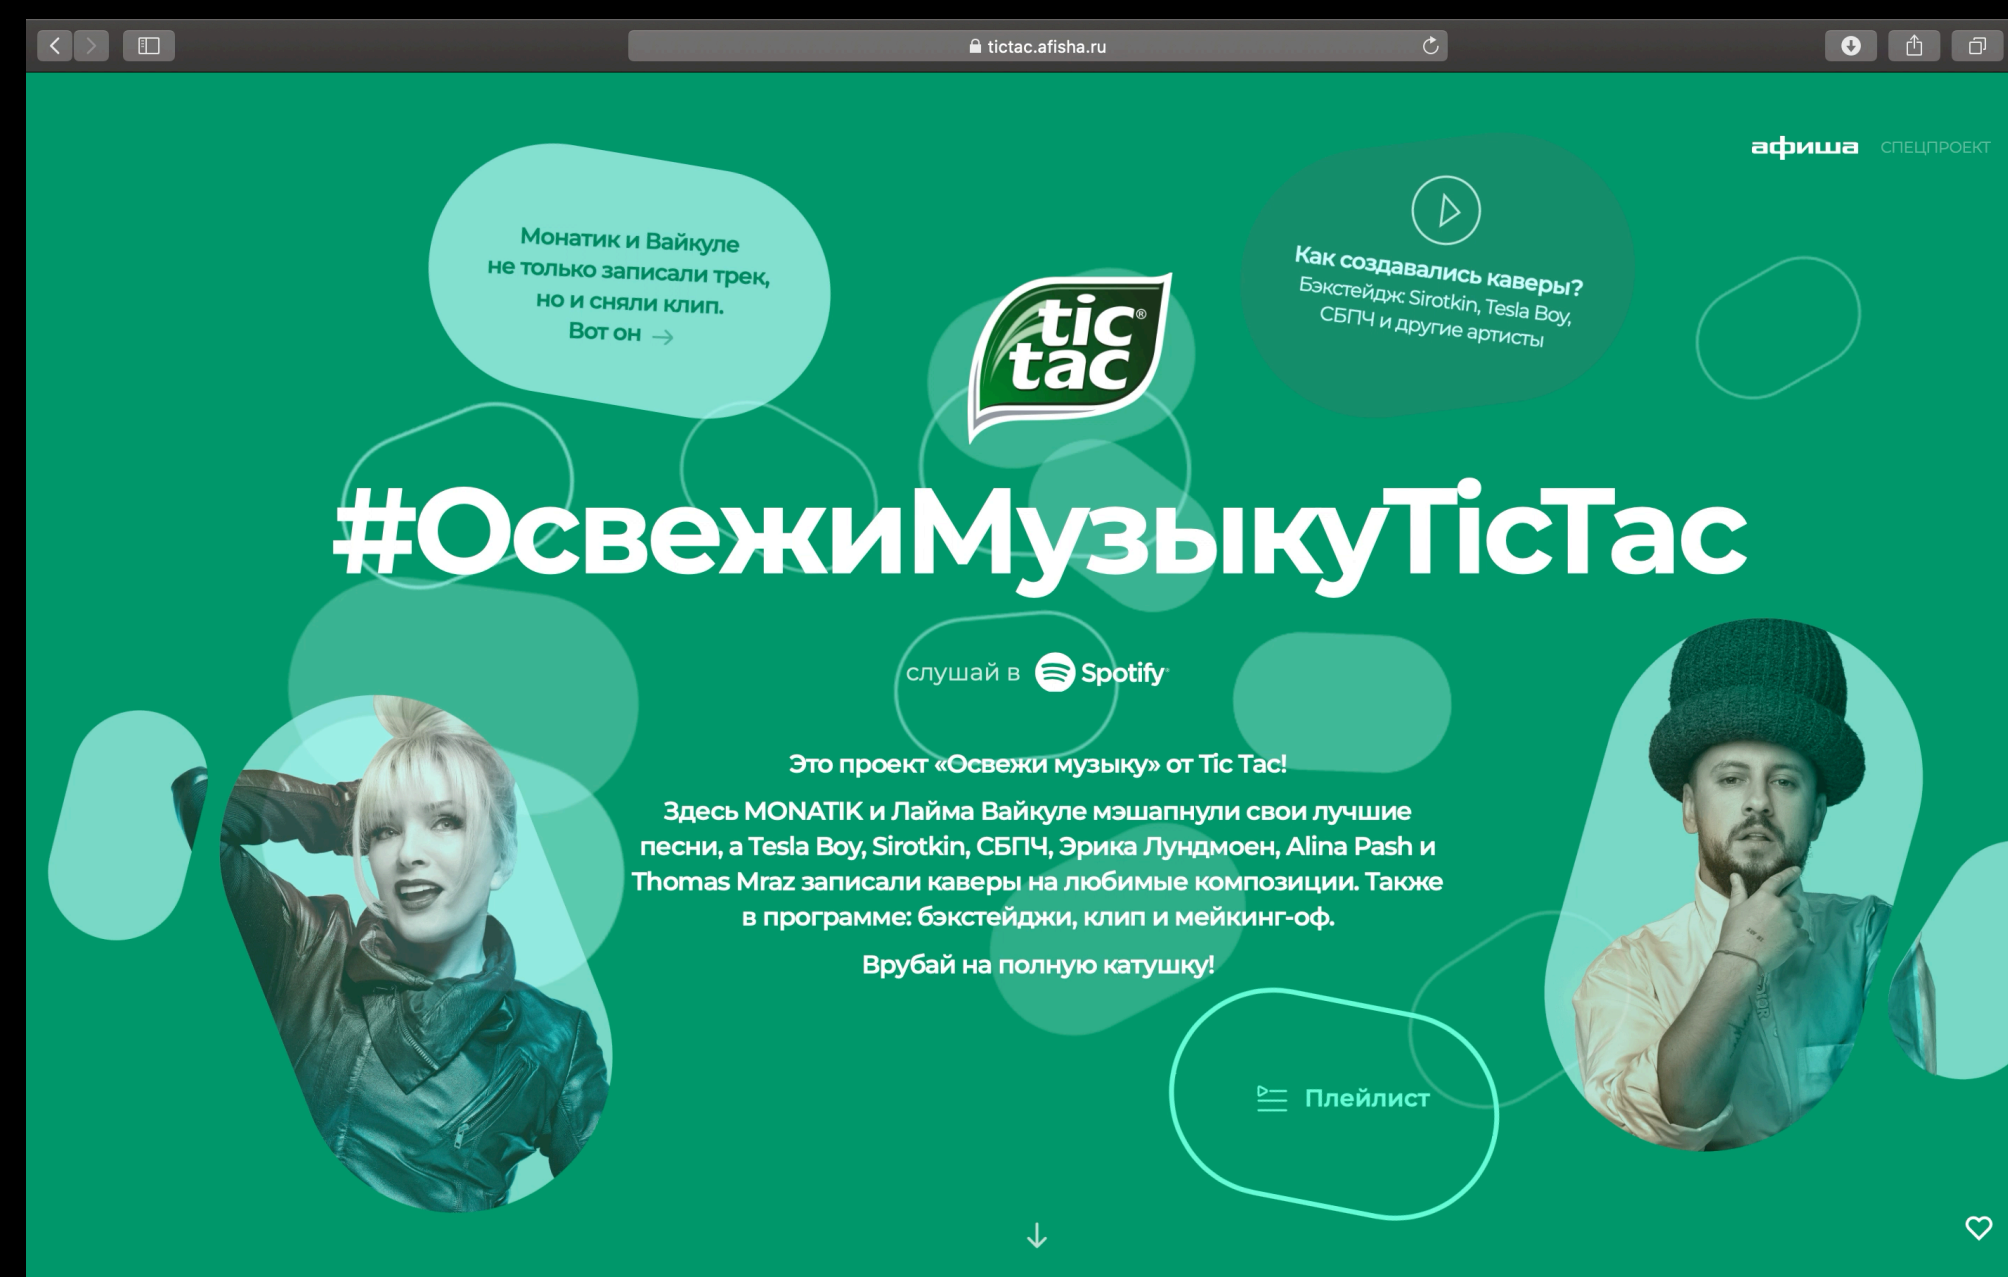 tictac.afisha.ru
афиша СПЕЦПРОЕКТ
Монатик и Вайкуле
не только записали трек,
но и сняли клип.
Вот он →
Как создавались каверы?
Бэкстейдж: Sirotkin, Tesla Boy,
СБПЧ и другие артисты
tic®
tac
#ОсвежиМузыкуTicTac
слушай в Spotify
Это проект «Освежи музыку» от Tic Tac!
Здесь MONATIK и Лайма Вайкуле мэшапнули свои лучшие
песни, а Tesla Boy, Sirotkin, СБПЧ, Эрика Лундмоен, Alina Pash и
Thomas Mraz записали каверы на любимые композиции. Также
в программе: бэкстейджи, клип и мейкинг-оф.
Врубай на полную катушку!
Плейлист